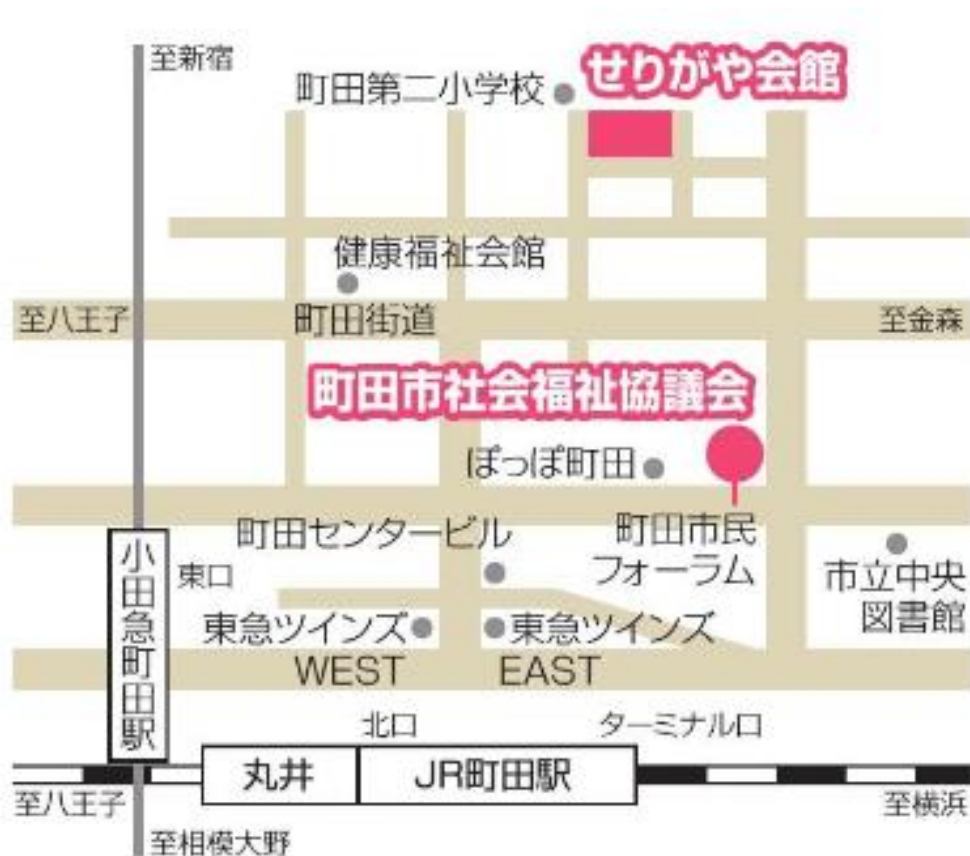 至新宿
町田第二小学校
せりがや会館
健康福祉会館
至八王子
町田街道
至金森
町田市社会福祉協議会
ぽっぽ町田
町田センタービル
町田市民
フォーラム
市立中央
図書館
小田急町田駅
東口
東急ツインズ
WEST
東急ツインズ
EAST
北口
ターミナル口
丸井
JR町田駅
至八王子
至横浜
至相模大野